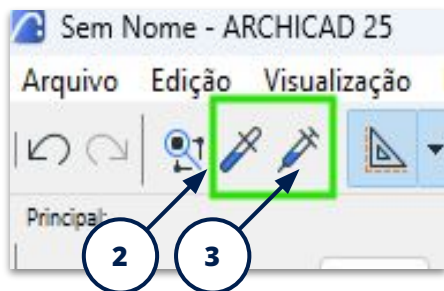 Sem Nome - ARCHICAD 25
Arquivo Edição Visualização
Principal:
2 3